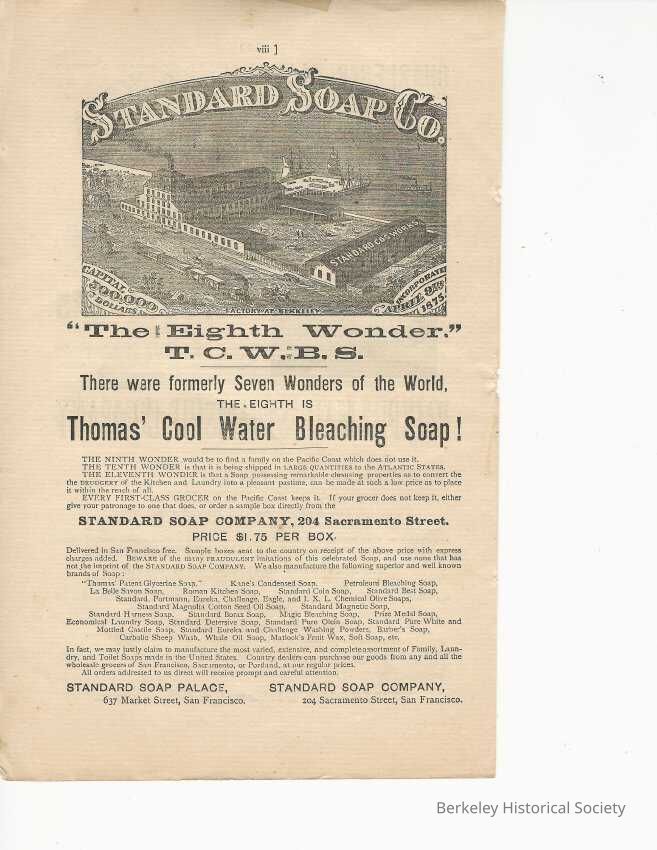 viii ]
STANDARD SOAP CO.
STANDARD CO'S WORKS.
CAPITAL
300,000
DOLLARS
FACTORY AT BERKELEY
INCORPORATED
APRIL
1875
"The Eighth Wonder."
T. C. W. B. S.
There ware formerly Seven Wonders of the World,
THE EIGHTH IS
Thomas' Cool Water Bleaching Soap!
THE NINTH WONDER would be to find a family on the Pacific Coast which does not use it.
THE TENTH WONDER is that it is being shipped in LARGE QUANTITIES to the ATLANTIC STATES.
THE ELEVENTH WONDER is that a Soap possessing remarkable cleansing properties as to convert the
the DRUDGERY of the Kitchen and Laundry into a pleasant pastime, can be made at such a low price as to place
it within the reach of all.
EVERY FIRST-CLASS GROCER on the Pacific Coast keeps it. If your grocer does not keep it, either
give your patronage to one that does, or order a sample box directly from the
STANDARD SOAP COMPANY, 204 Sacramento Street.
PRICE $1.75 PER BOX.
Delivered in San Francisco free. Sample boxes sent to the country on receipt of the above price with express
charges added. BEWARE of the many FRAUDULENT imitations of this celebrated Soap, and use none that has
not the imprint of the STANDARD SOAP COMPANY. We also manufacture the following superior and well known
brands of Soap:
"Thomas' Patent Glycerine Soap." Kane's Condensed Soap. Petroleum Bleaching Soap,
La Belle Savon Soap, Roman Kitchen Soap, Standard Coin Soap, Standard Best Soap,
Standard, Portmann, Eureka, Challenge, Eagle, and I. X. L. Chemical Olive Soaps,
Standard Magnolia Cotton Seed Oil Soap, Standard Magnetic Soap,
Standard Harness Soap, Standard Borax Soap, Magic Bleaching Soap, Prize Medal Soap,
Economical Laundry Soap, Standard Detersive Soap, Standard Pure Olein Soap, Standard Pure White and
Mottled Castile Soap, Standard Eureka and Challenge Washing Powders, Barber's Soap,
Carbolic Sheep Wash, Whale Oil Soap, Matlock's Fruit Wax, Soft Soap, etc.
In fact, we may justly claim to manufacture the most varied, extensive, and complete assortment of Family, Laun-
dry, and Toilet Soaps made in the United States. Country dealers can purchase our goods from any and all the
wholesale grocers of San Francisco, Sacramento, or Portland, at our regular prices.
All orders addressed to us direct will receive prompt and careful attention.
STANDARD SOAP PALACE, STANDARD SOAP COMPANY,
637 Market Street, San Francisco. 204 Sacramento Street, San Francisco.
Berkeley Historical Society